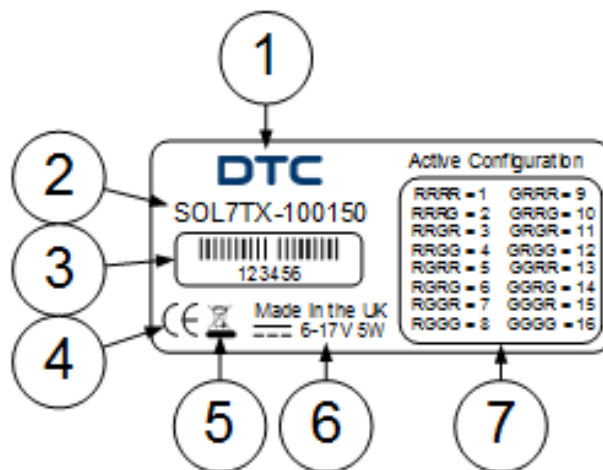 1
2
3
4
5
6
7
DTC
SOL7TX-100150
123456
CE
Made in the UK
6-17V 5W
Active Configuration
RRRR = 1 GRRR = 9
RRRG = 2 GRRG = 10
RRGR = 3 GRGR = 11
RRGG = 4 GRGG = 12
RGRR = 5 GGRR = 13
RGRG = 6 GGRG = 14
RGGR = 7 GGGR = 15
RGGG = 8 GGGG = 16